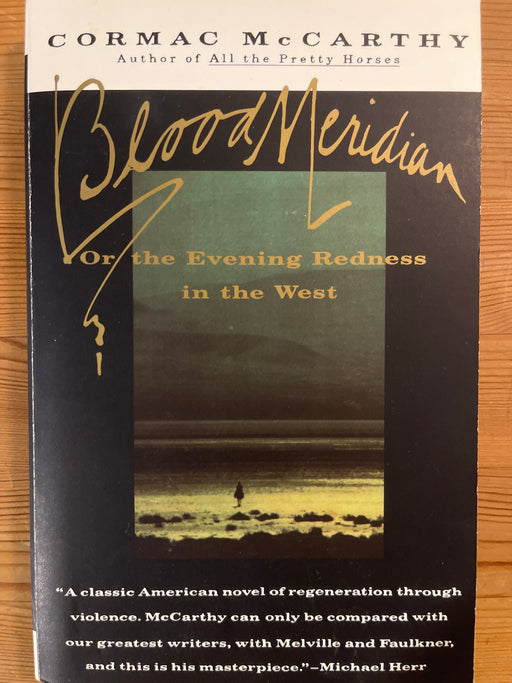 CORMAC McCARTHY
Author of All the Pretty Horses
Blood Meridian
Or the Evening Redness
in the West
“A classic American novel of regeneration through
violence. McCarthy can only be compared with
our greatest writers, with Melville and Faulkner,
and this is his masterpiece.”–Michael Herr